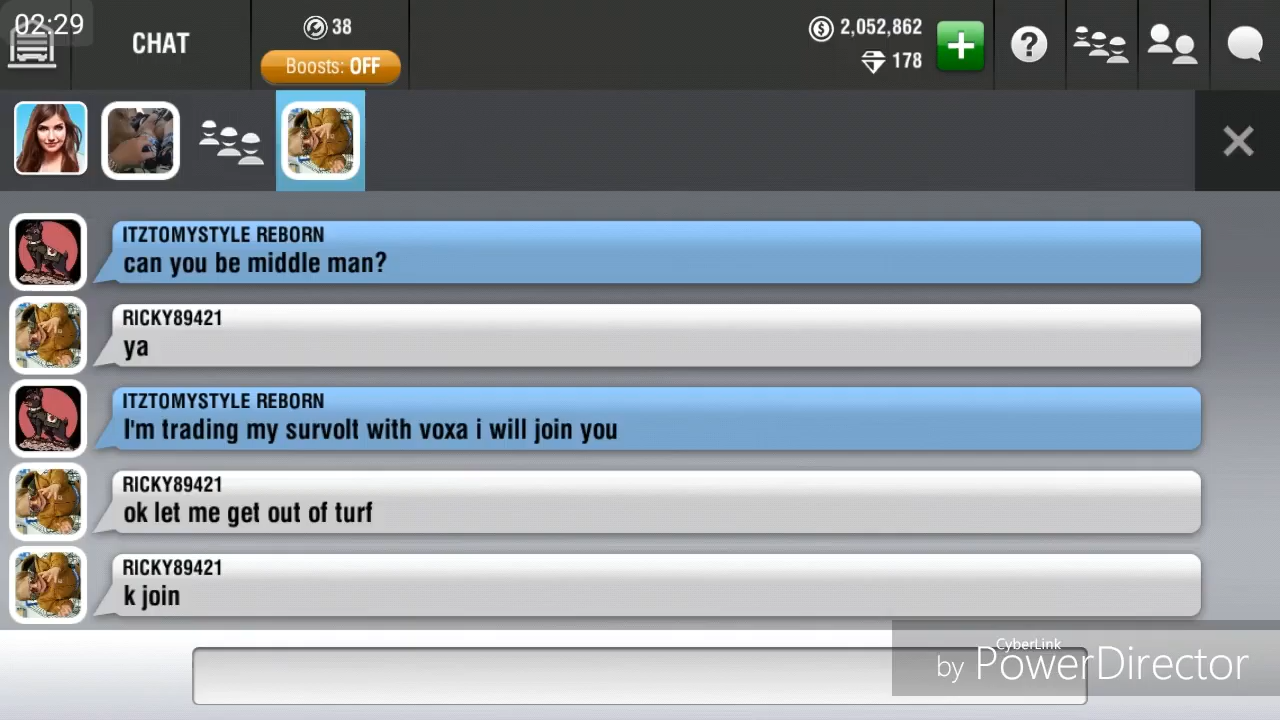 02:29
CHAT
38
Boosts: OFF
2,052,862
178
ITZTOMYSTYLE REBORN
can you be middle man?
RICKY89421
ya
ITZTOMYSTYLE REBORN
I'm trading my survolt with voxa i will join you
RICKY89421
ok let me get out of turf
RICKY89421
k join
CyberLink
by PowerDirector